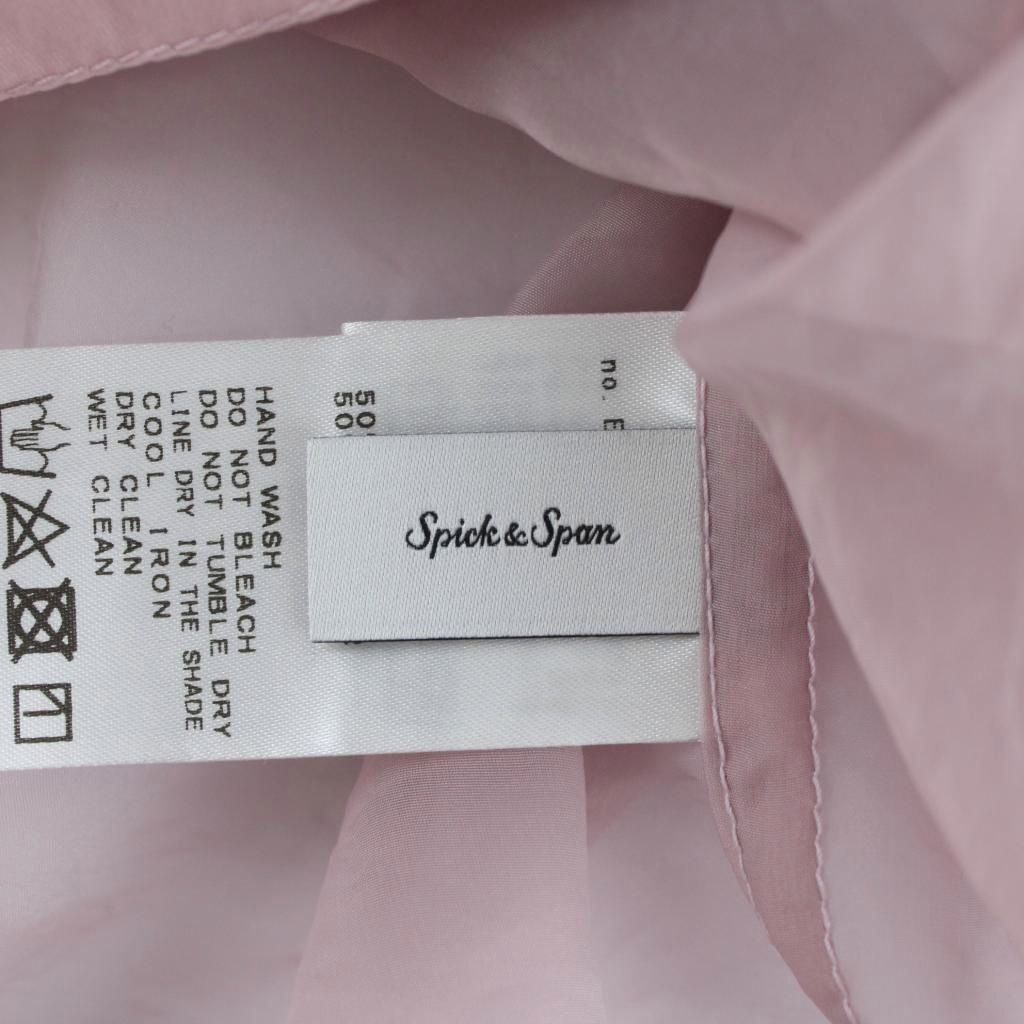 Spick & Span
no.
HAND WASH
DO NOT BLEACH
DO NOT TUMBLE DRY
LINE DRY IN THE SHADE
COOL IRON
DRY CLEAN
WET CLEAN